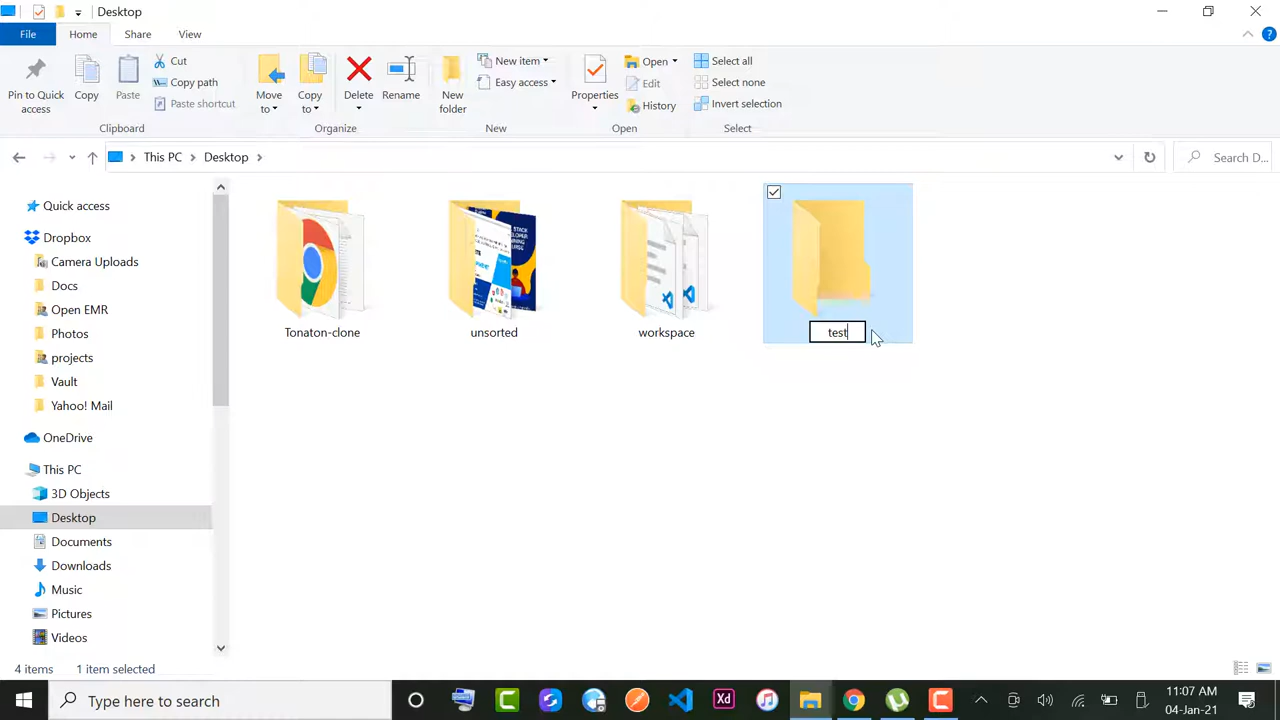 Desktop
File Home Share View
Pin to Quick access
Copy
Paste
Cut
Copy path
Paste shortcut
Clipboard
Move to
Copy to
Delete
Rename
Organize
New folder
New item
Easy access
New
Properties
Open
Edit
History
Open
Select all
Select none
Invert selection
Select
This PC > Desktop >
Search D...
Quick access
Dropbox
Camera Uploads
Docs
Open EMR
Photos
projects
Vault
Yahoo! Mail
OneDrive
This PC
3D Objects
Desktop
Documents
Downloads
Music
Pictures
Videos
Tonaton-clone
unsorted
workspace
test
4 items 1 item selected
Type here to search
Xd
11:07 AM
04-Jan-21